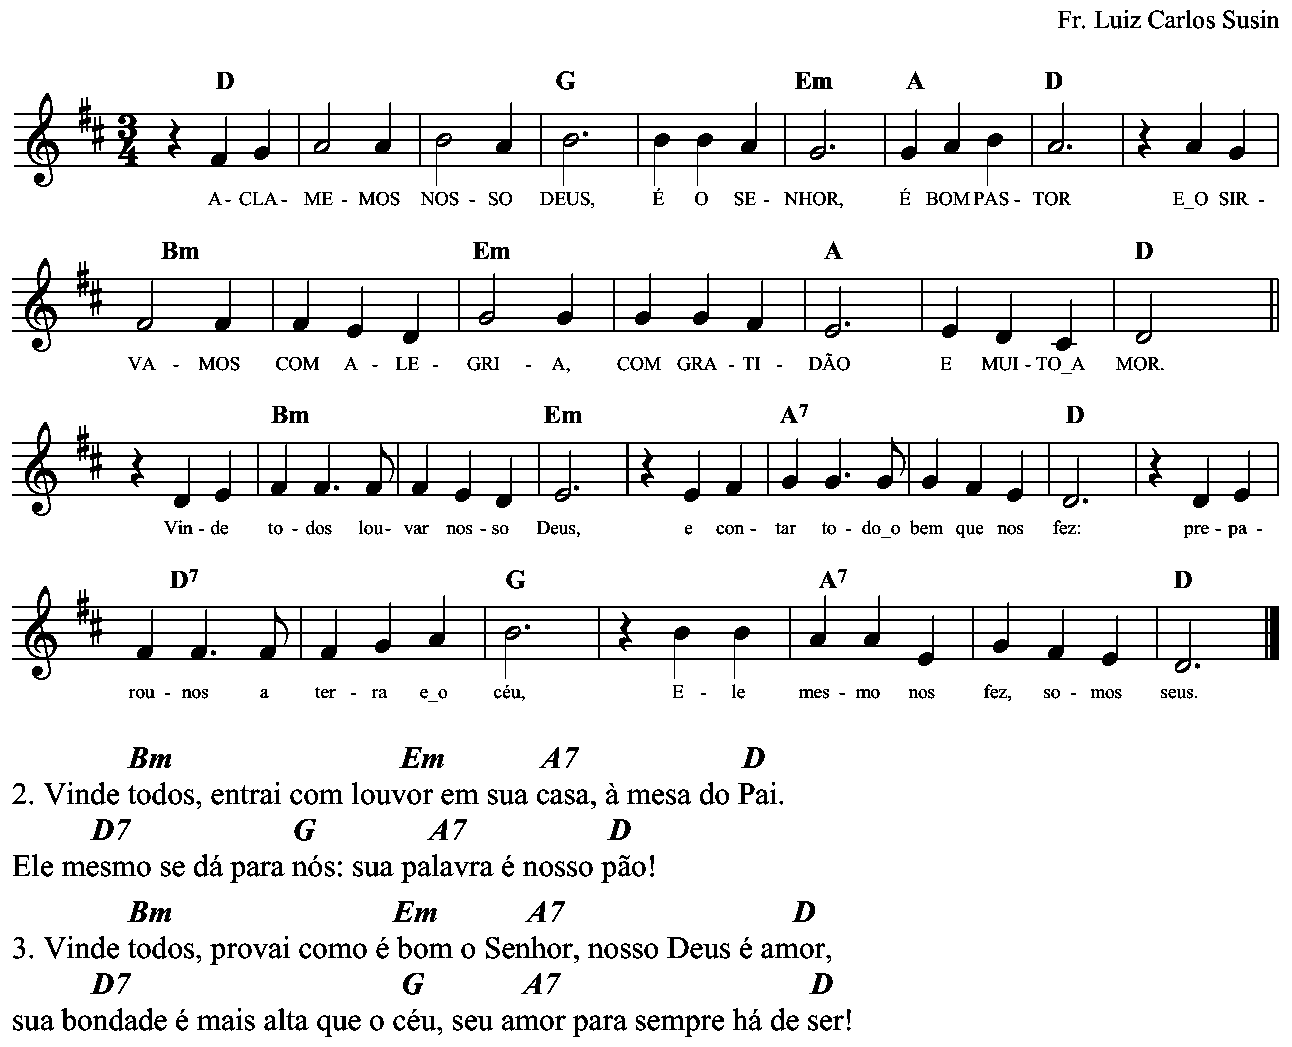 Fr. Luiz Carlos Susin
D G Em A D
3
4
A - CLA - ME - MOS NOS - SO DEUS, É O SE - NHOR, É BOM PAS - TOR E_O SIR -
Bm Em A D
VA - MOS COM A - LE - GRI - A, COM GRA - TI - DÃO E MUI - TO_A MOR.
Bm Em A7 D
Vin - de to - dos lou - var nos - so Deus, e con - tar to - do_o bem que nos fez: pre - pa -
D7 G A7 D
rou - nos a ter - ra e_o céu, E - le mes - mo nos fez, so - mos seus.
Bm Em A7 D
2. Vinde todos, entrai com louvor em sua casa, à mesa do Pai.
D7 G A7 D
Ele mesmo se dá para nós: sua palavra é nosso pão!
Bm Em A7 D
3. Vinde todos, provai como é bom o Senhor, nosso Deus é amor,
D7 G A7 D
sua bondade é mais alta que o céu, seu amor para sempre há de ser!